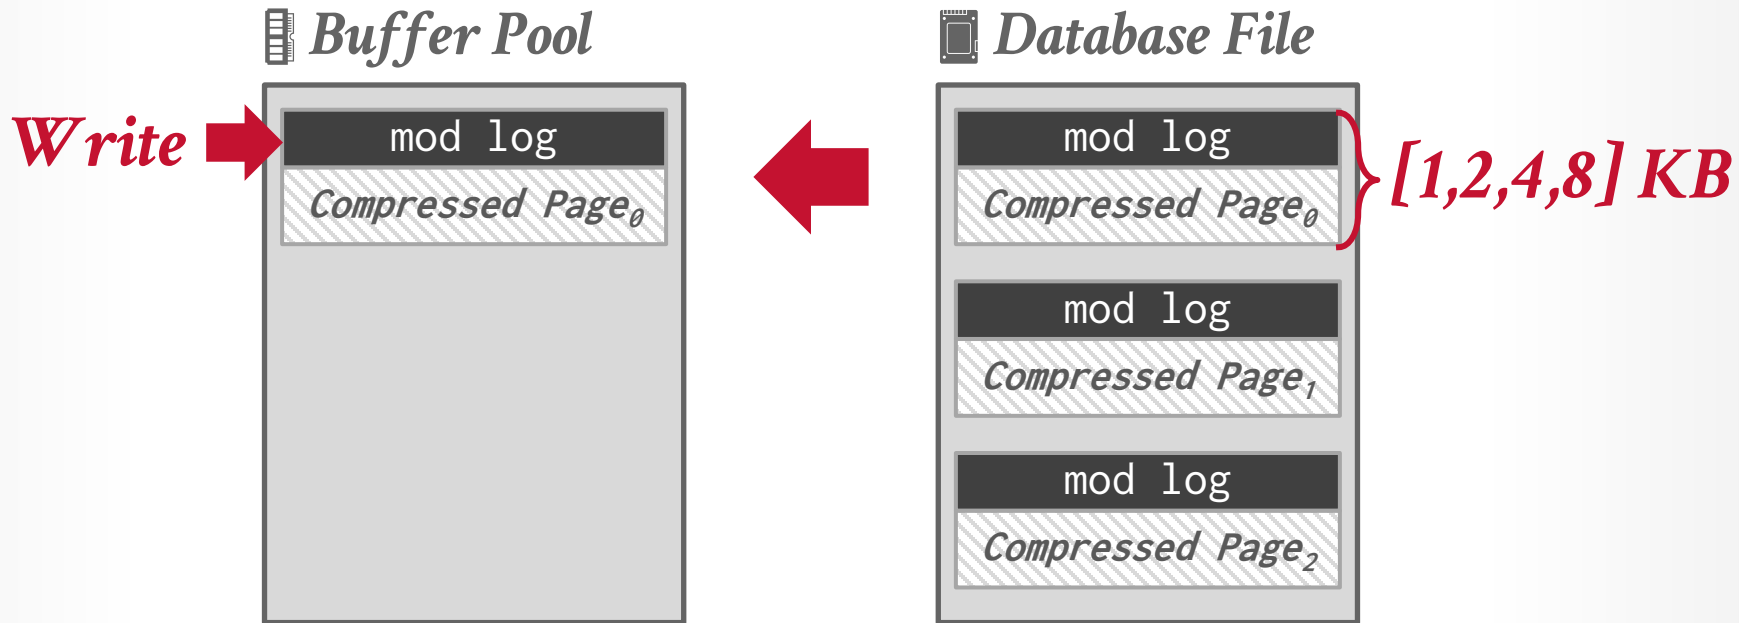 Buffer Pool
Database File
Write
mod log
Compressed Page0
mod log
Compressed Page0
[1,2,4,8] KB
mod log
Compressed Page1
mod log
Compressed Page2